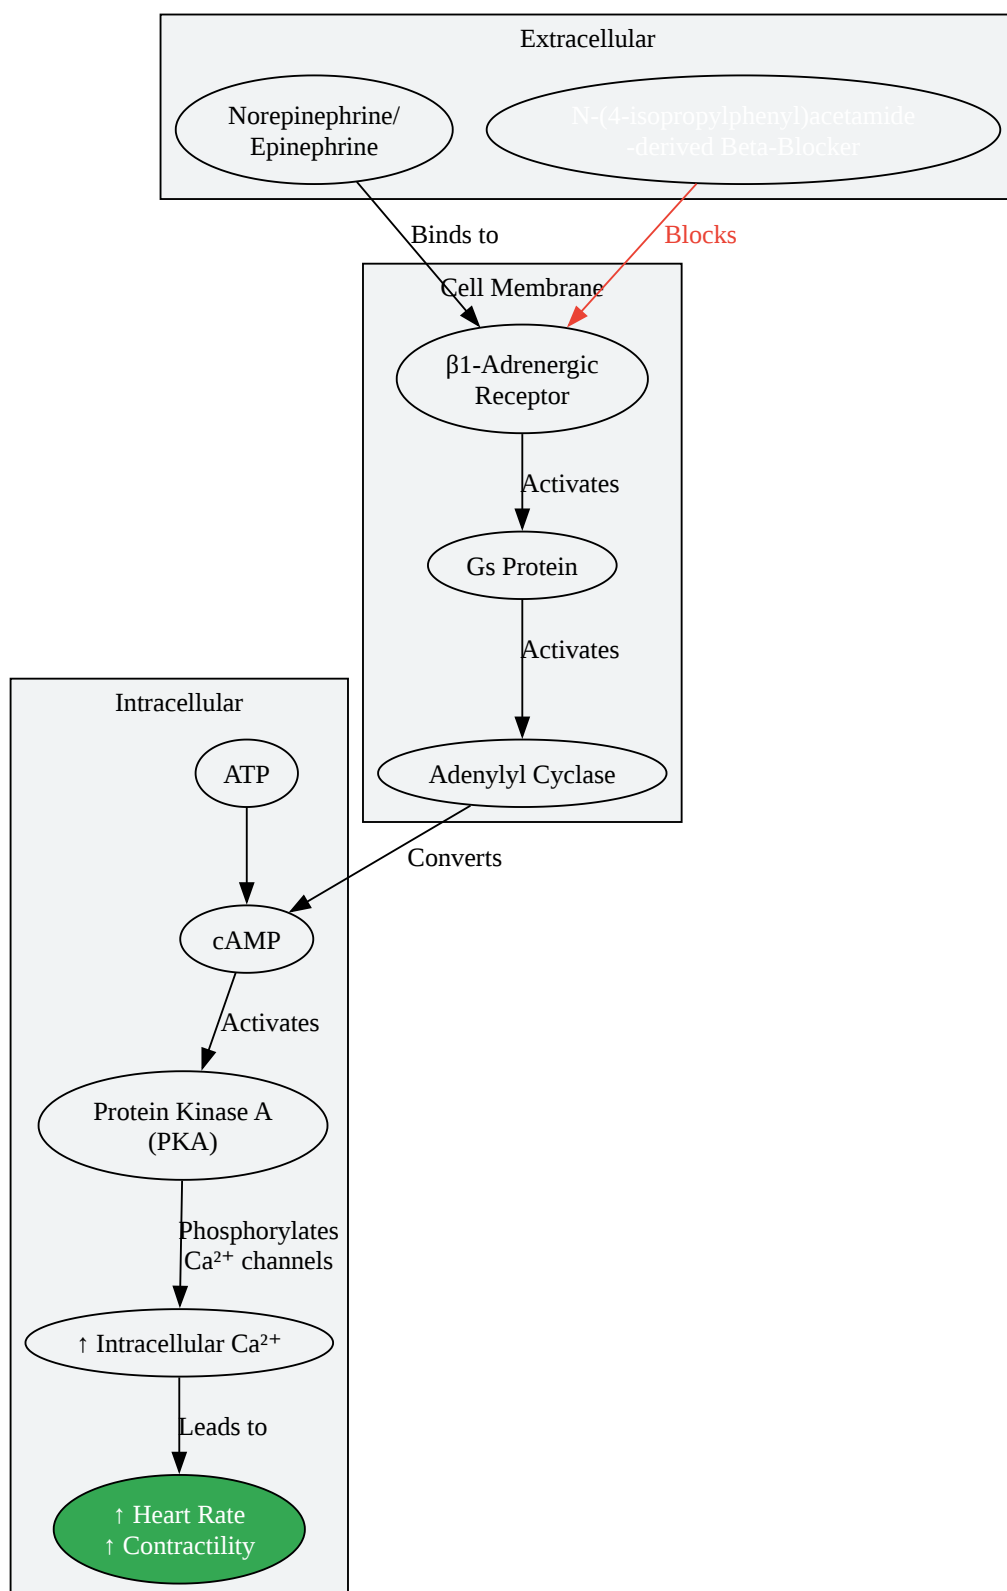 Extracellular
Norepinephrine/
Epinephrine
N-(4-isopropylphenyl)acetamide
-derived Beta-Blocker
Binds to
Blocks
Cell Membrane
β1-Adrenergic
Receptor
Activates
Gs Protein
Activates
Adenylyl Cyclase
Intracellular
ATP
Converts
cAMP
Activates
Protein Kinase A
(PKA)
Phosphorylates
Ca²⁺ channels
↑ Intracellular Ca²⁺
Leads to
↑ Heart Rate
↑ Contractility